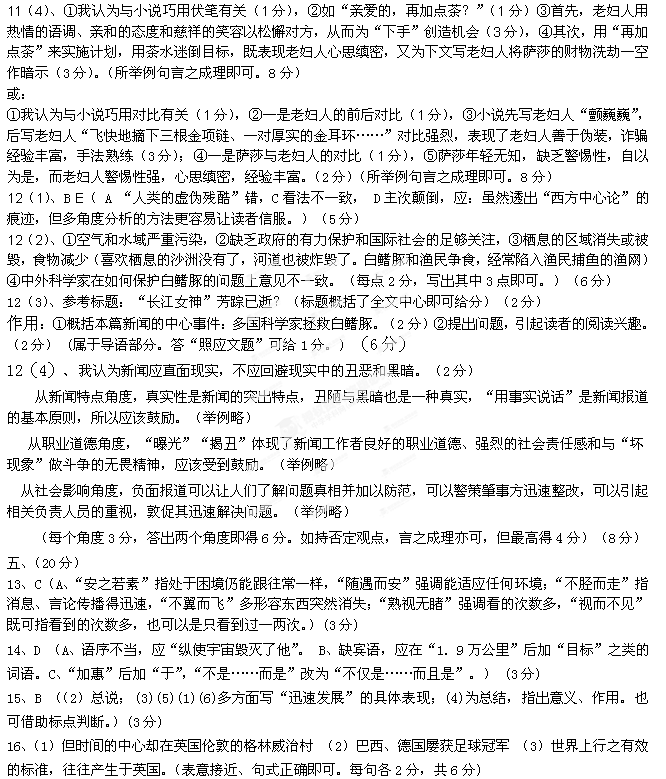 11（4）、①我认为与小说巧用伏笔有关（1分），②如“亲爱的，再加点茶？”（1分）③首先，老妇人用
热情的语调、亲和的态度和慈祥的笑容以松懈对方，从而为“下手”创造机会（3分），④其次，用“再加
点茶”来实施计划，用茶水迷倒目标，既表现老妇人心思缜密，又为下文写老妇人将萨莎的财物洗劫一空
作暗示（3分）。（所举例句言之成理即可。8分）
或：
①我认为与小说巧用对比有关（1分），②一是老妇人的前后对比（1分），③小说先写老妇人“颤巍巍”，
后写老妇人“飞快地摘下三根金项链、一对厚实的金耳环……”对比强烈，表现了老妇人善于伪装，诈骗
经验丰富，手法熟练（3分）；④一是萨莎与老妇人的对比（1分），⑤萨莎年轻无知，缺乏警惕性，自以
为是，而老妇人警惕性强，心思缜密，经验丰富。（2分）（所举例句言之成理即可。8分）
12（1）、BE（ A “人类的虚伪残酷”错，C看法不一致， D主次颠倒，应：虽然透出“西方中心论”的
痕迹，但多角度分析的方法更容易让读者信服。）（5分）
12（2）、①空气和水域严重污染，②缺乏政府的有力保护和国际社会的足够关注，③栖息的区域消失或被
毁，食物减少（喜欢栖息的沙洲没有了，河道也被炸毁了。白鳍豚和渔民争食，经常陷入渔民捕鱼的渔网）
④中外科学家在如何保护白鳍豚的问题上意见不一致。（每点2分，写出其中3点即可。）（6分）
12（3）、参考标题：“长江女神”芳踪已逝？（标题概括了全文中心即可给分）（2分）
作用：①概括本篇新闻的中心事件：多国科学家拯救白鳍豚。（2分）②提出问题，引起读者的阅读兴趣。
（2分）（属于导语部分。答“照应文题”可给1分。）（6分）
12（4）、我认为新闻应直面现实，不应回避现实中的丑恶和黑暗。（2分）
从新闻特点角度，真实性是新闻的突出特点，丑陋与黑暗也是一种真实，“用事实说话”是新闻报道
的基本原则，所以应该鼓励。（举例略）
从职业道德角度，“曝光”“揭丑”体现了新闻工作者良好的职业道德、强烈的社会责任感和与“坏
现象”做斗争的无畏精神，应该受到鼓励。（举例略）
从社会影响角度，负面报道可以让人们了解问题真相并加以防范，可以警策肇事方迅速整改，可以引起
相关负责人员的重视，敦促其迅速解决问题。（举例略）
（每个角度3分，答出两个角度即得6分。如持否定观点，言之成理亦可，但最高得4分）（8分）
五、（20分）
13、C（A、“安之若素”指处于困境仍能跟往常一样，“随遇而安”强调能适应任何环境；“不胫而走”指
消息、言论传播得迅速，“不翼而飞”多形容东西突然消失；“熟视无睹”强调看的次数多，“视而不见”
既可指看到的次数多，也可以是只看到过一两次。）（3分）
14、D （A、语序不当，应“纵使宇宙毁灭了他”。 B、缺宾语，应在“1．9万公里”后加“目标”之类的
词语。C、“加惠”后加“于”，“不是……而是”改为“不仅是……而且是”。）（3分）
15、B （（2）总说；（3)(5)(1)(6)多方面写“迅速发展”的具体表现；(4)为总结，指出意义、作用。也
可借助标点判断。）（3分）
16、（1）但时间的中心却在英国伦敦的格林威治村 （2）巴西、德国屡获足球冠军 （3）世界上行之有效
的标准，往往产生于英国。（表意接近、句式正确即可。每句各2分，共6分）